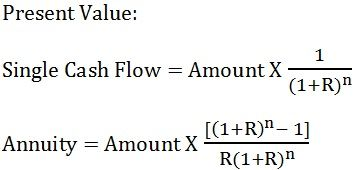 Present Value:
Single Cash Flow = Amount X 1/(1+R)ⁿ
Annuity = Amount X [(1+R)ⁿ– 1]/R(1+R)ⁿ